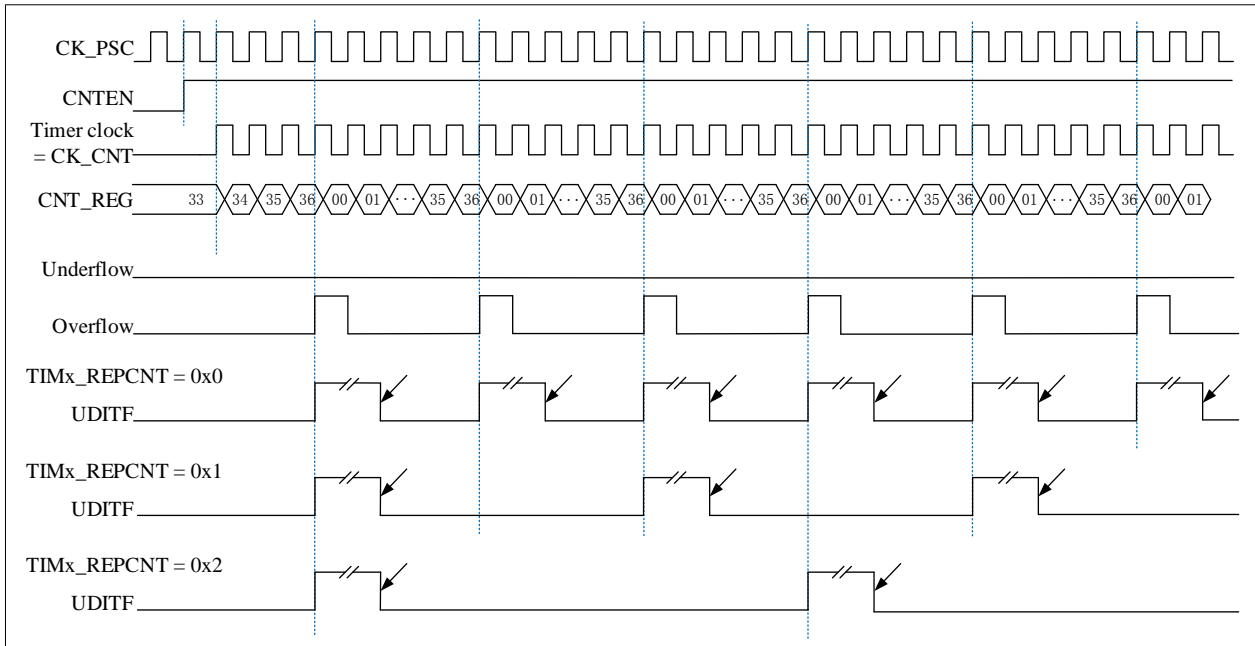 CK_PSC
CNTEN
Timer clock
= CK_CNT
CNT_REG 33 34 35 36 00 01 ··· 35 36 00 01 ··· 35 36 00 01 ··· 35 36 00 01 ··· 35 36 00 01 ··· 35 36 00 01
Underflow
Overflow
TIMx_REPCNT = 0x0
UDITF
TIMx_REPCNT = 0x1
UDITF
TIMx_REPCNT = 0x2
UDITF